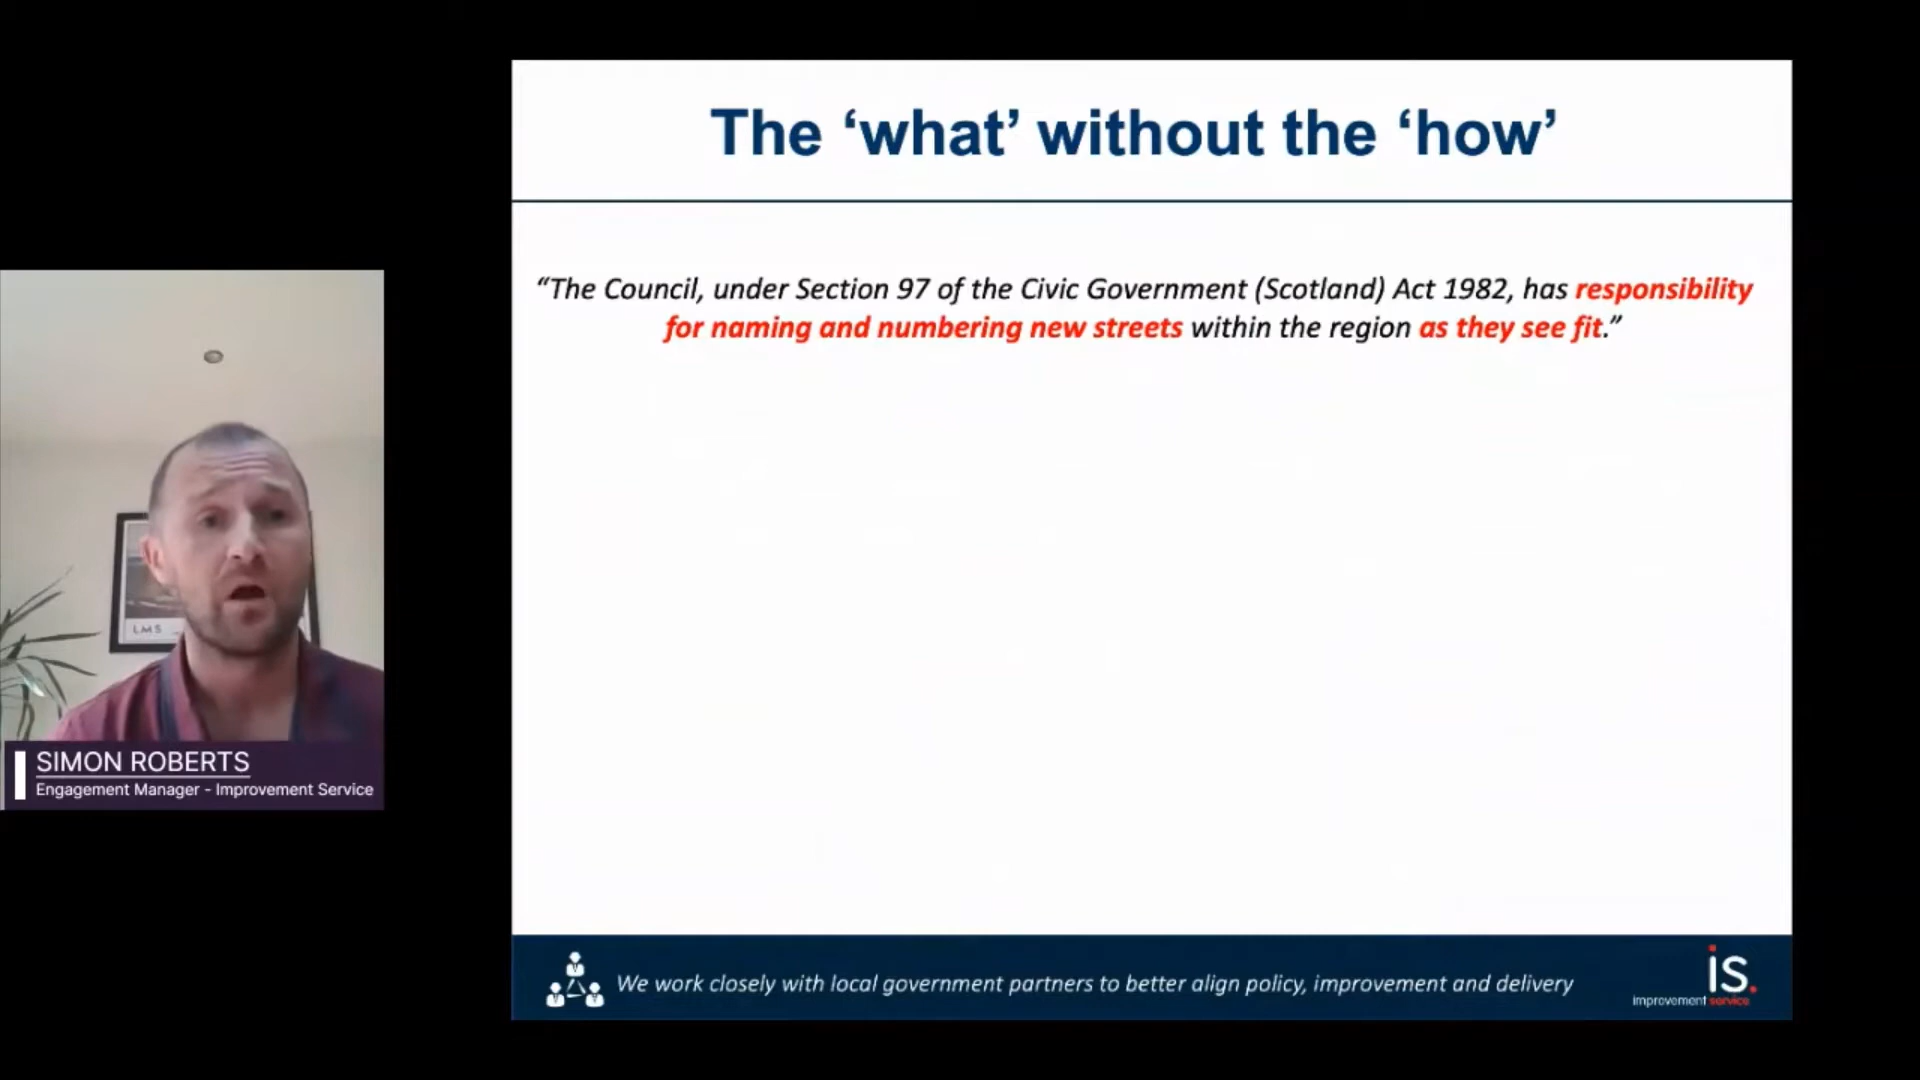 The ‘what’ without the ‘how’
“The Council, under Section 97 of the Civic Government (Scotland) Act 1982, has responsibility
for naming and numbering new streets within the region as they see fit.”
LMS
SIMON ROBERTS
Engagement Manager - Improvement Service
We work closely with local government partners to better align policy, improvement and delivery
is.
improvement service